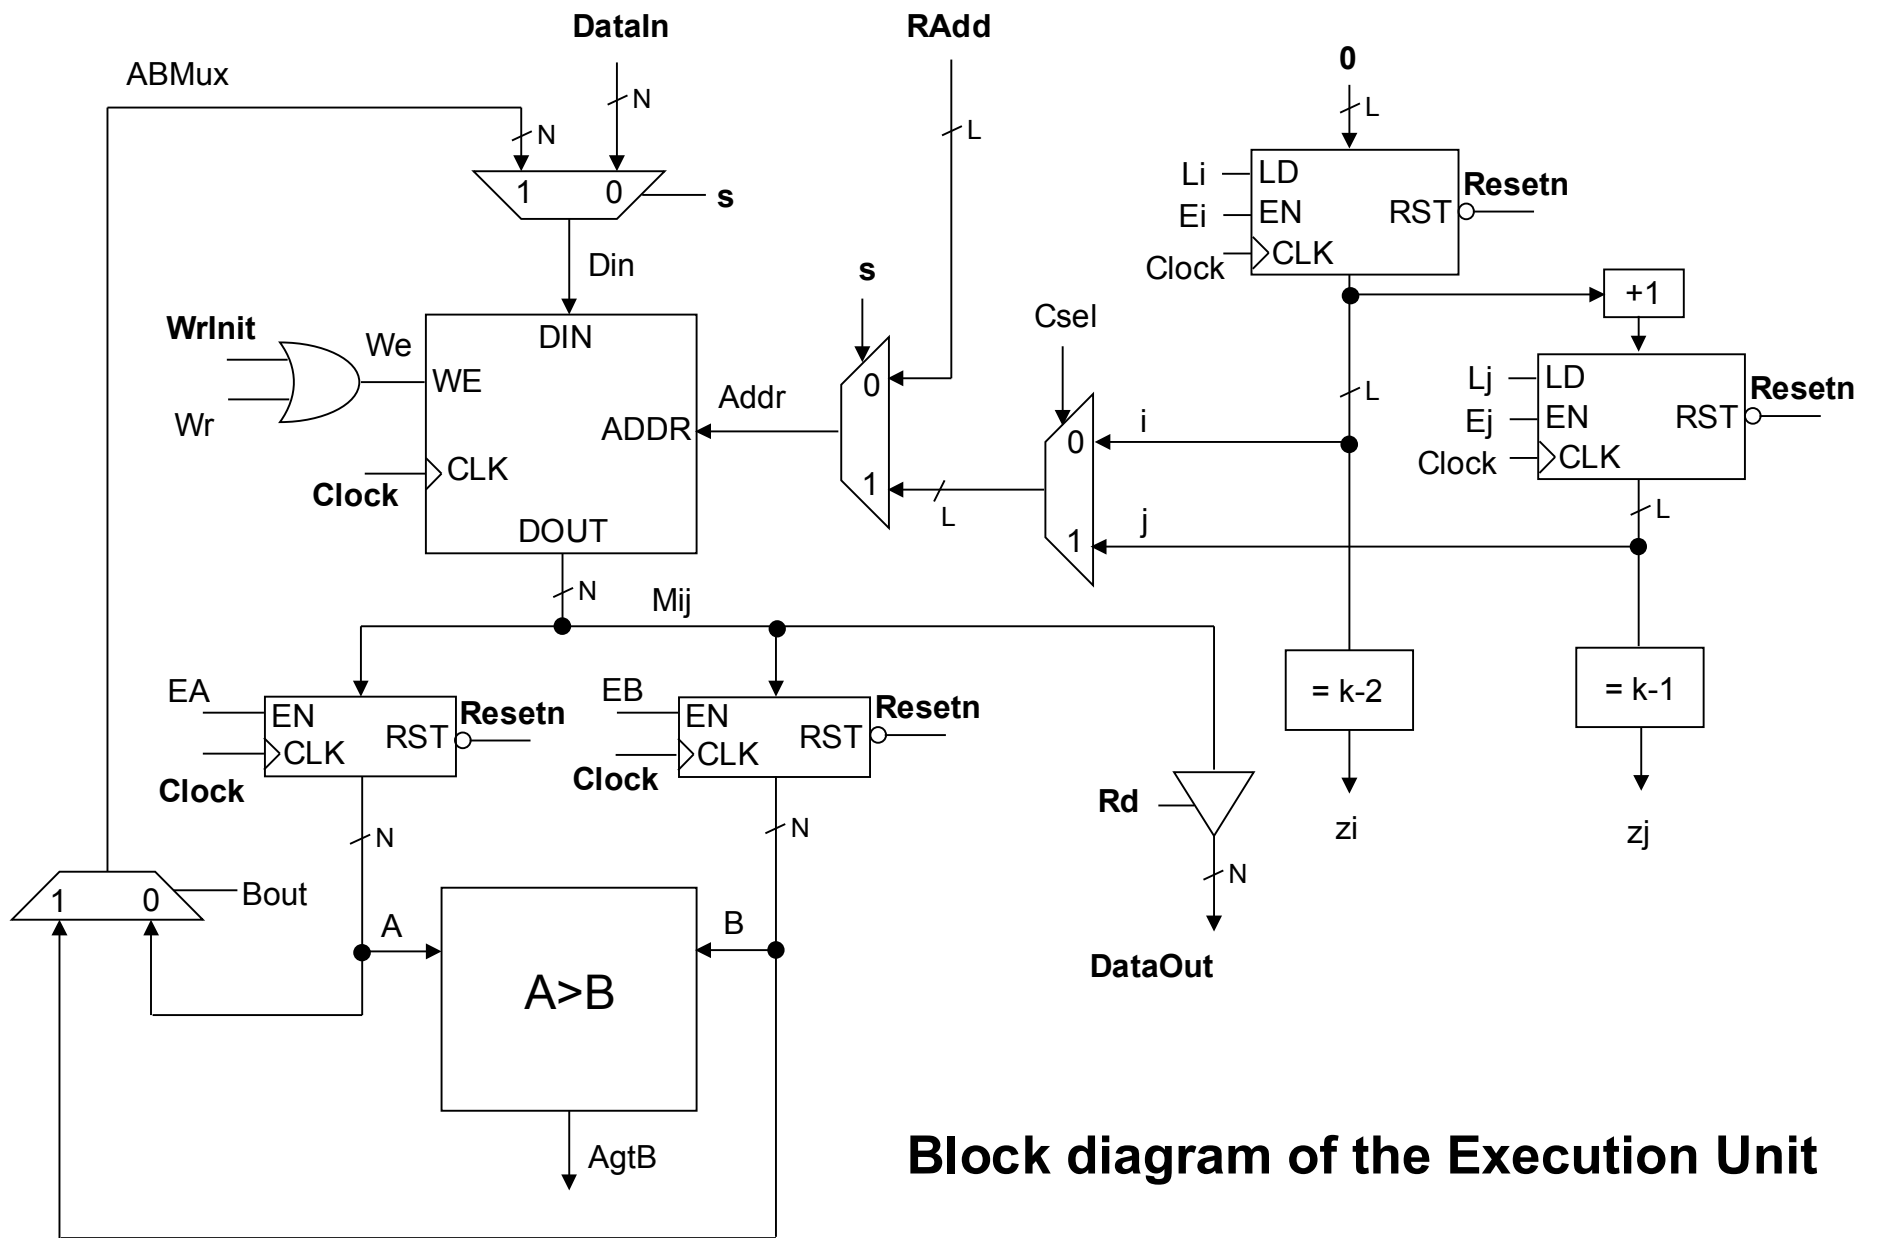 DataIn
RAdd
0
ABMux
N
N
L
L
1 0
s
LD
EN
CLK
RST
Li
Ei
Clock
Resetn
Din
s
Csel
+1
WrInit
Wr
We
DIN
WE
ADDR
CLK
DOUT
Clock
Addr
0
1
L
0
1
i
j
L
LD
EN
CLK
RST
Lj
Ej
Clock
Resetn
L
N
Mij
EA
EN
CLK
RST
Resetn
Clock
EB
EN
CLK
RST
Resetn
Clock
= k-2
= k-1
zi
zj
Rd
N
DataOut
N
N
1 0
Bout
A
B
A>B
AgtB
Block diagram of the Execution Unit